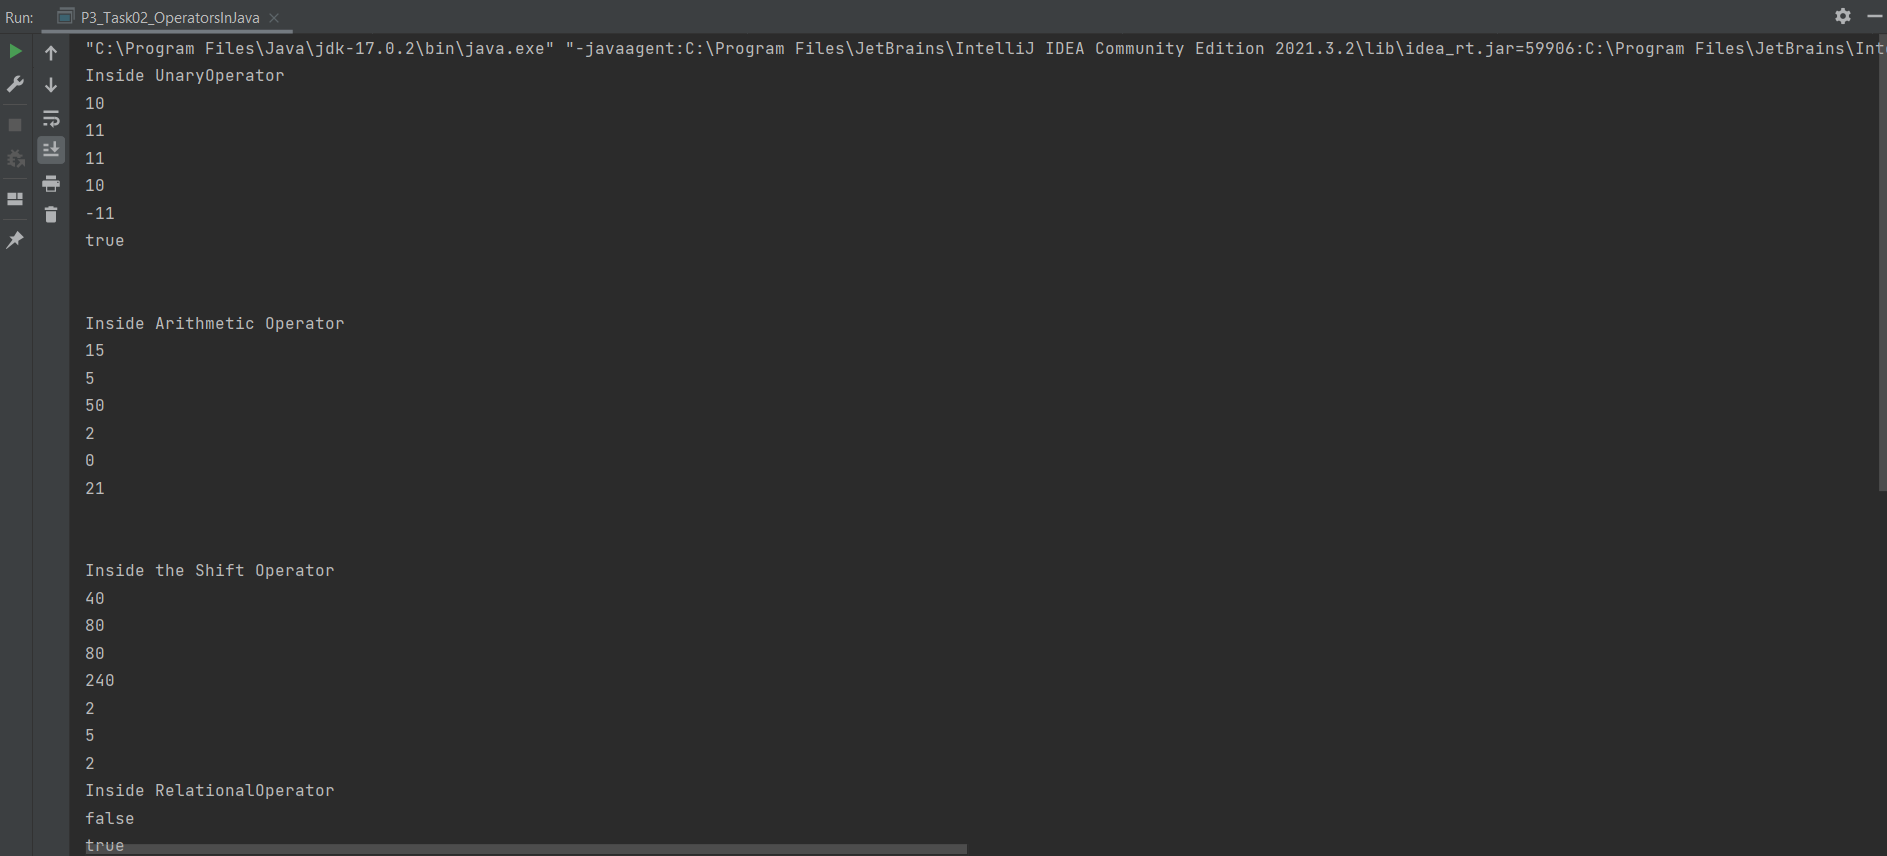 Run: P3_Task02_OperatorsInJava
"C:\Program Files\Java\jdk-17.0.2\bin\java.exe" "-javaagent:C:\Program Files\JetBrains\IntelliJ IDEA Community Edition 2021.3.2\lib\idea_rt.jar=59906:C:\Program Files\JetBrains\Int
Inside UnaryOperator
10
11
11
10
-11
true
Inside Arithmetic Operator
15
5
50
2
0
21
Inside the Shift Operator
40
80
80
240
2
5
2
Inside RelationalOperator
false
true